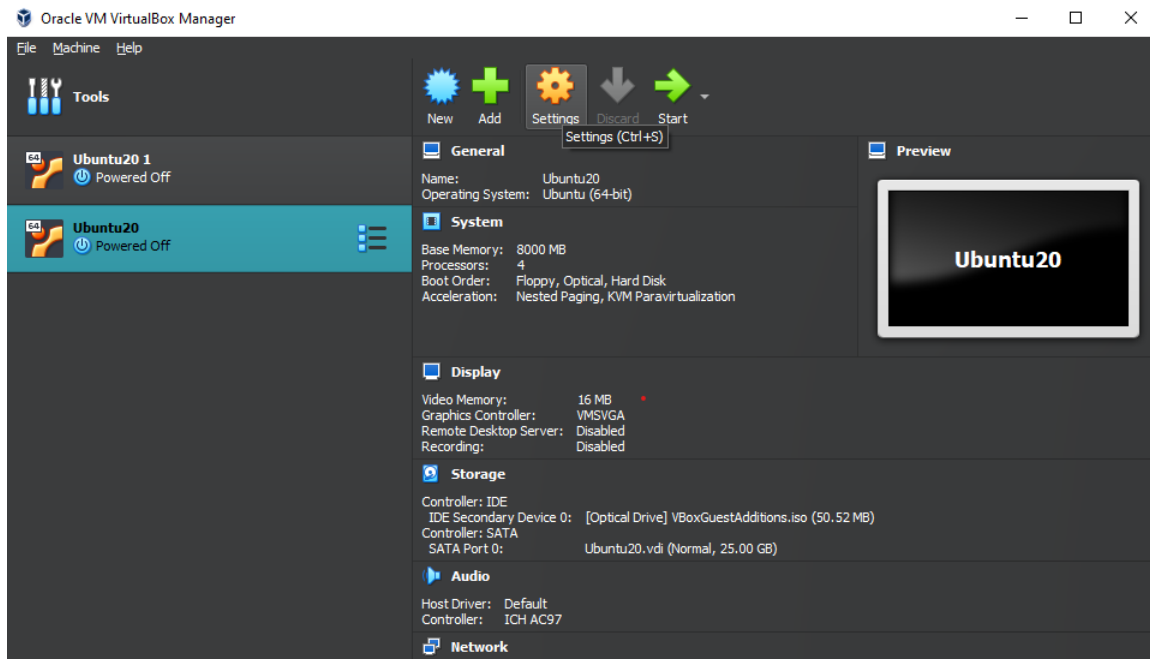 Oracle VM VirtualBox Manager
File Machine Help
Tools
New Add Settings Discard Start
Settings (Ctrl+S)
64
Ubuntu20 1
Powered Off
64
Ubuntu20
Powered Off
General
Name: Ubuntu20
Operating System: Ubuntu (64-bit)
System
Base Memory: 8000 MB
Processors: 4
Boot Order: Floppy, Optical, Hard Disk
Acceleration: Nested Paging, KVM Paravirtualization
Preview
Ubuntu20
Display
Video Memory: 16 MB
Graphics Controller: VMSVGA
Remote Desktop Server: Disabled
Recording: Disabled
Storage
Controller: IDE
IDE Secondary Device 0: [Optical Drive] VBoxGuestAdditions.iso (50.52 MB)
Controller: SATA
SATA Port 0: Ubuntu20.vdi (Normal, 25.00 GB)
Audio
Host Driver: Default
Controller: ICH AC97
Network